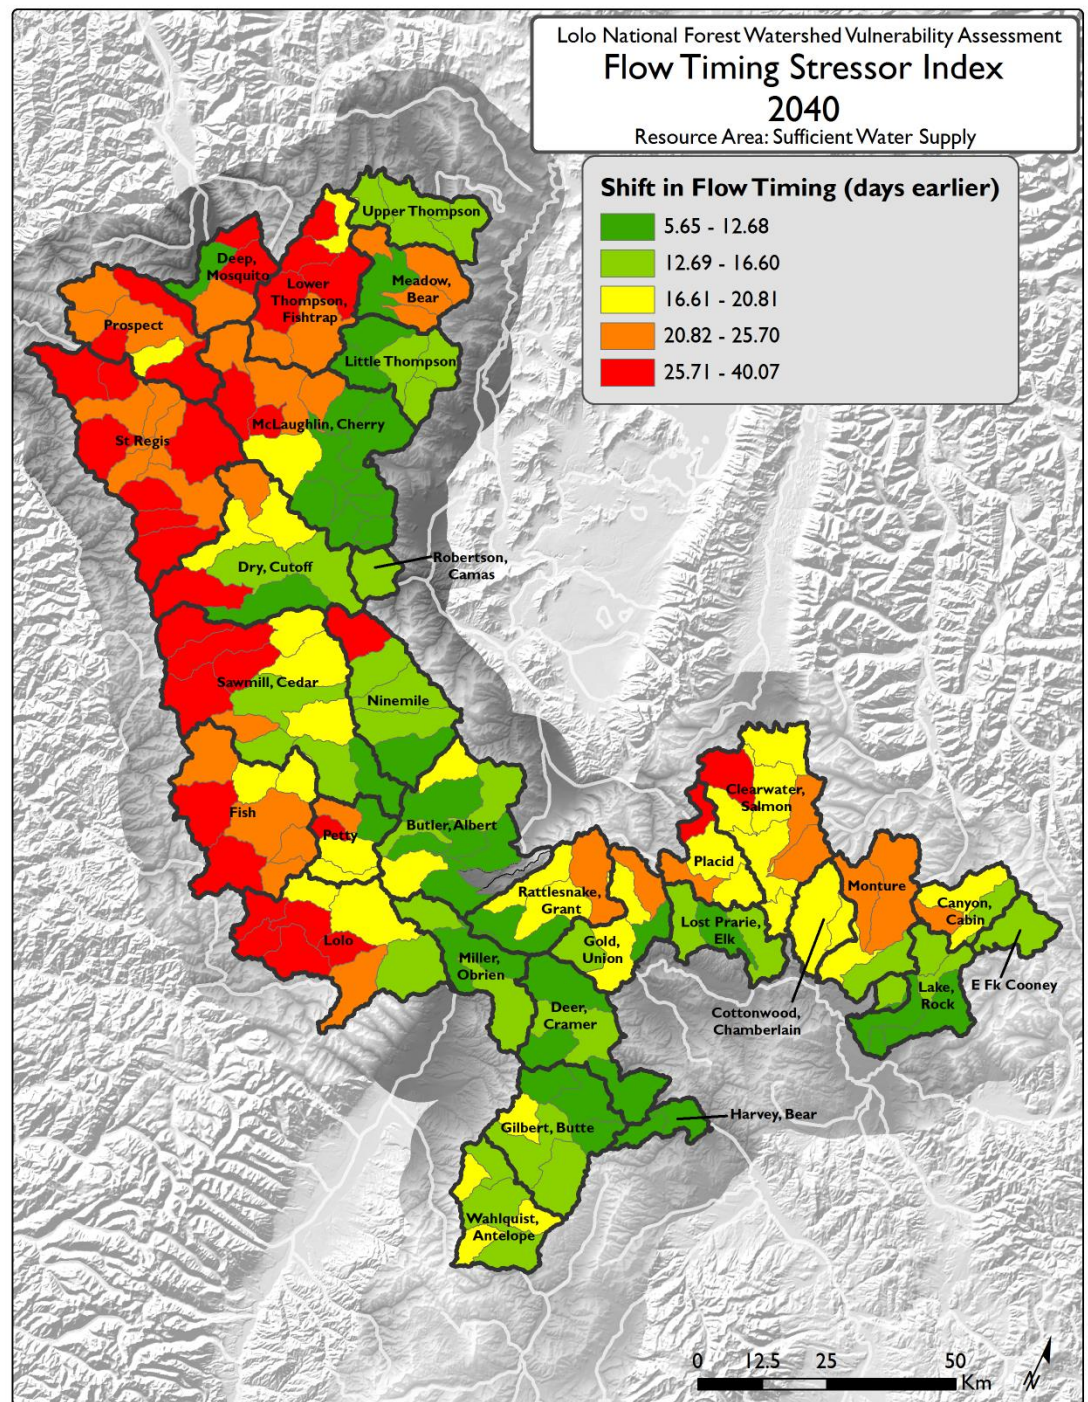 Lolo National Forest Watershed Vulnerability Assessment
Flow Timing Stressor Index
2040
Resource Area: Sufficient Water Supply
Shift in Flow Timing (days earlier)
5.65 - 12.68
12.69 - 16.60
16.61 - 20.81
20.82 - 25.70
25.71 - 40.07
Upper Thompson
Deep,
Mosquito
Lower
Thompson,
Fishtrap
Meadow,
Bear
Prospect
Little Thompson
St Regis
McLaughlin, Cherry
Robertson,
Camas
Dry, Cutoff
Sawmill, Cedar
Ninemile
Fish
Petty
Butler, Albert
Clearwater,
Salmon
Placid
Rattlesnake,
Grant
Monture
Canyon,
Cabin
Lolo
Gold,
Union
Lost Prarie,
Elk
Miller,
Obrien
E Fk Cooney
Lake,
Rock
Deer,
Cramer
Cottonwood,
Chamberlain
Harvey, Bear
Gilbert, Butte
Wahlquist,
Antelope
0 12.5 25 50
Km
N